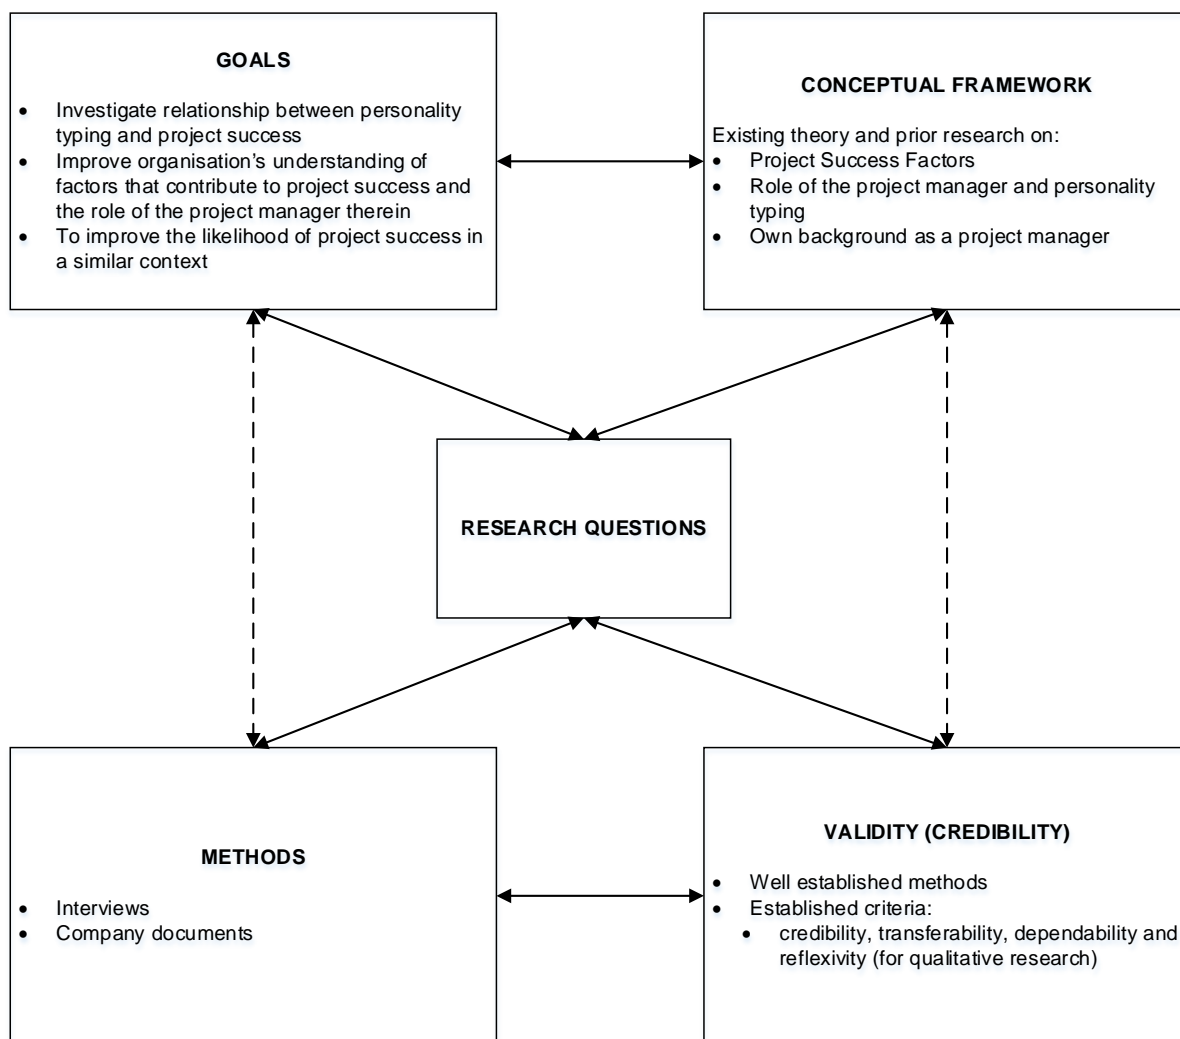 GOALS
• Investigate relationship between personality
typing and project success
• Improve organisation's understanding of
factors that contribute to project success and
the role of the project manager therein
• To improve the likelihood of project success in
a similar context
CONCEPTUAL FRAMEWORK
Existing theory and prior research on:
• Project Success Factors
• Role of the project manager and personality
typing
• Own background as a project manager
RESEARCH QUESTIONS
METHODS
• Interviews
• Company documents
VALIDITY (CREDIBILITY)
• Well established methods
• Established criteria:
• credibility, transferability, dependability and
reflexivity (for qualitative research)